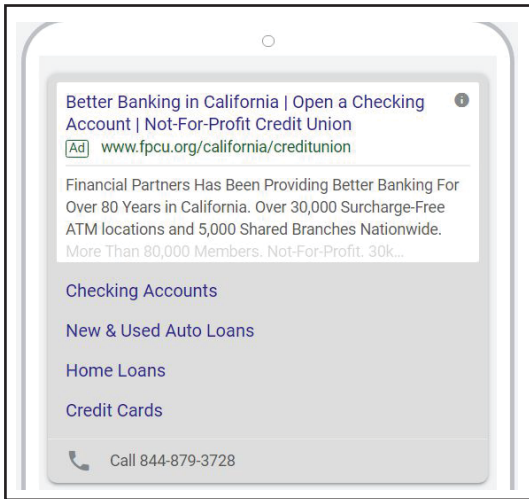 Better Banking in California | Open a Checking
Account | Not-For-Profit Credit Union
Ad www.fpcu.org/california/creditunion
Financial Partners Has Been Providing Better Banking For
Over 80 Years in California. Over 30,000 Surcharge-Free
ATM locations and 5,000 Shared Branches Nationwide.
More Than 80,000 Members. Not-For-Profit. 30k...
Checking Accounts
New & Used Auto Loans
Home Loans
Credit Cards
Call 844-879-3728